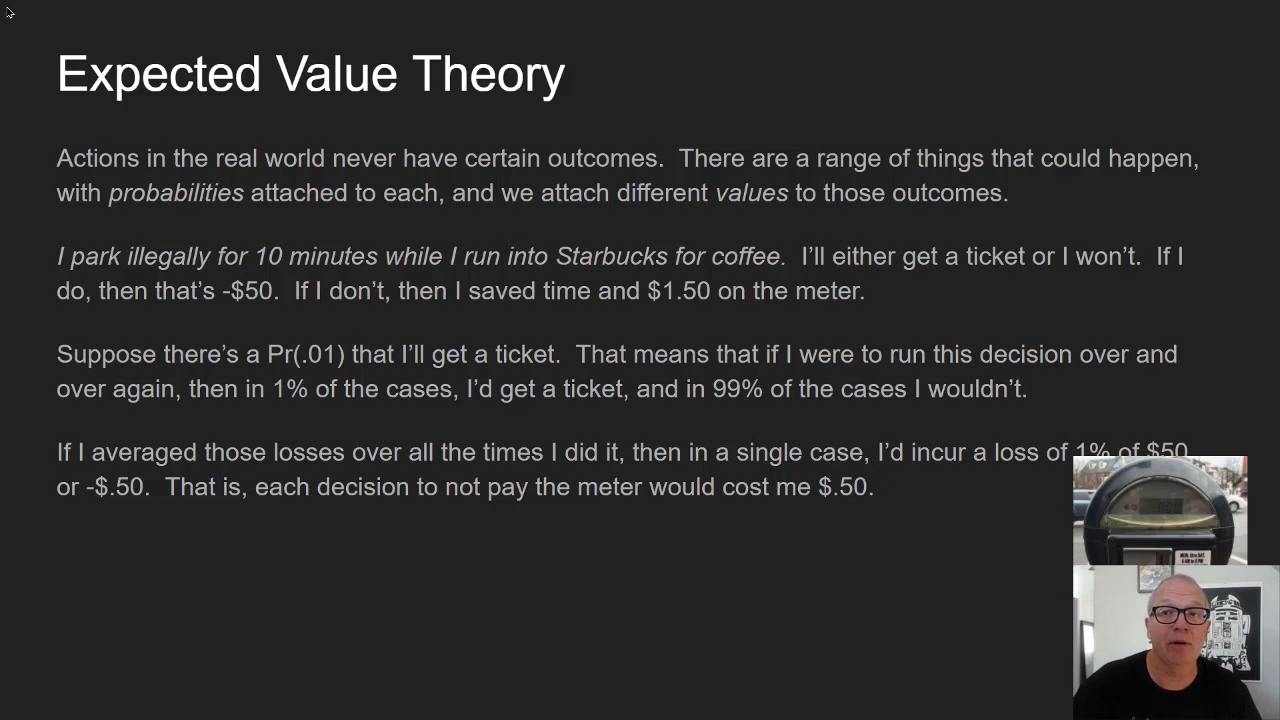 Expected Value Theory
Actions in the real world never have certain outcomes.  There are a range of things that could happen,
with probabilities attached to each, and we attach different values to those outcomes.
I park illegally for 10 minutes while I run into Starbucks for coffee.  I'll either get a ticket or I won't.  If I
do, then that's -$50.  If I don't, then I saved time and $1.50 on the meter.
Suppose there's a Pr(.01) that I'll get a ticket.  That means that if I were to run this decision over and
over again, then in 1% of the cases, I'd get a ticket, and in 99% of the cases I wouldn't.
If I averaged those losses over all the times I did it, then in a single case, I'd incur a loss of 1% of $50
or -$.50.  That is, each decision to not pay the meter would cost me $.50.